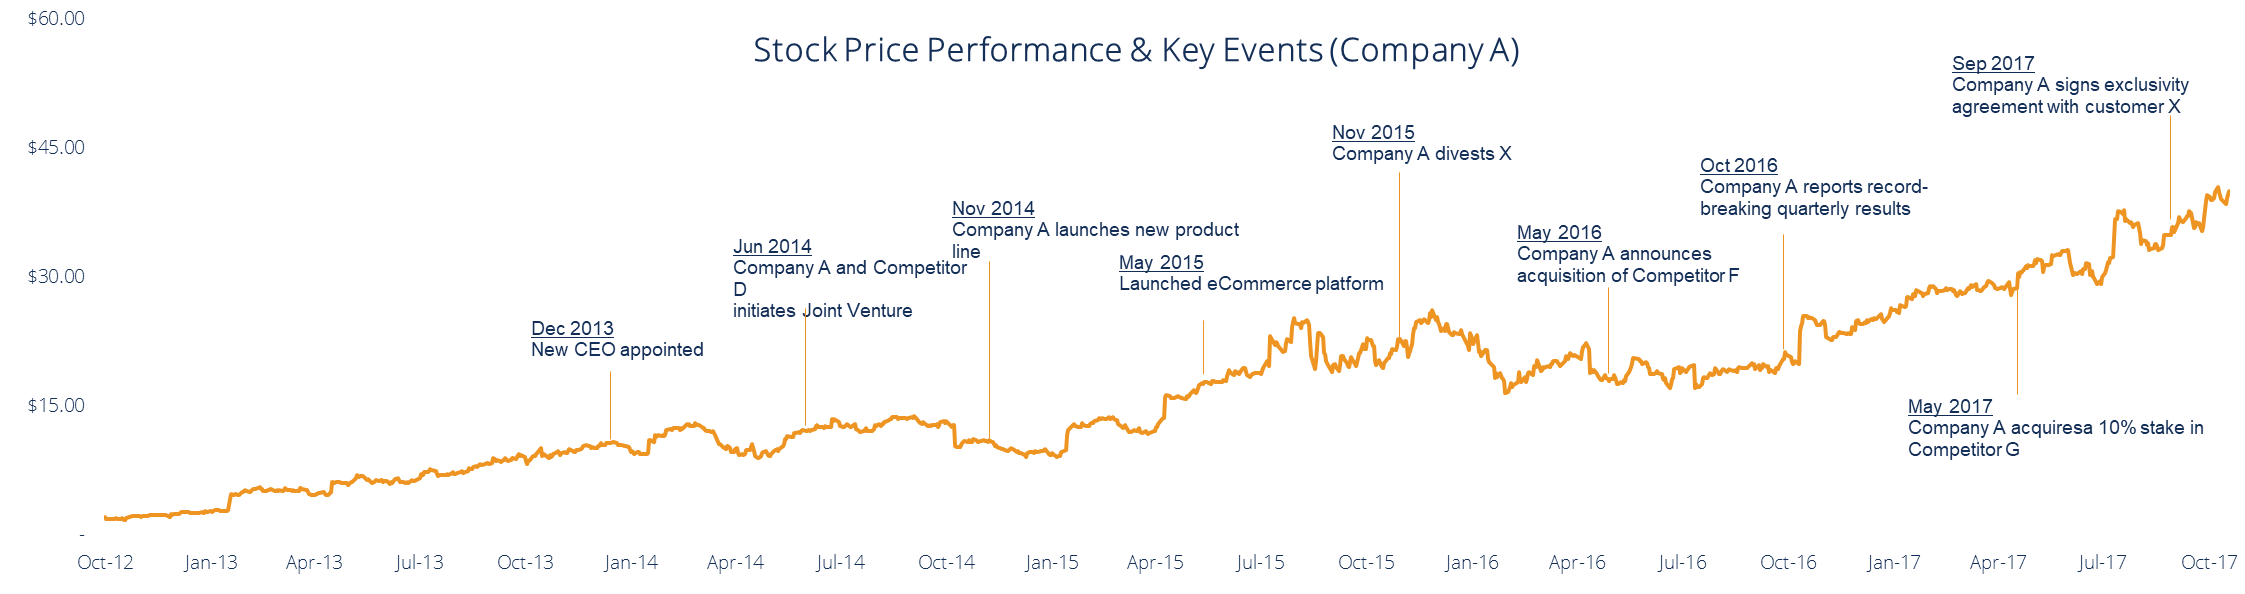 Stock Price Performance & Key Events (Company A)
$60.00
$45.00
$30.00
$15.00
-
Dec 2013
New CEO appointed
Jun 2014
Company A and Competitor
D
initiates Joint Venture
Nov 2014
Company A launches new product
line
May 2015
Launched eCommerce platform
Nov 2015
Company A divests X
May 2016
Company A announces
acquisition of Competitor F
Oct 2016
Company A reports record-
breaking quarterly results
May 2017
Company A acquiresa 10% stake in
Competitor G
Sep 2017
Company A signs exclusivity
agreement with customer X
Oct-12 Jan-13 Apr-13 Jul-13 Oct-13 Jan-14 Apr-14 Jul-14 Oct-14 Jan-15 Apr-15 Jul-15 Oct-15 Jan-16 Apr-16 Jul-16 Oct-16 Jan-17 Apr-17 Jul-17 Oct-17